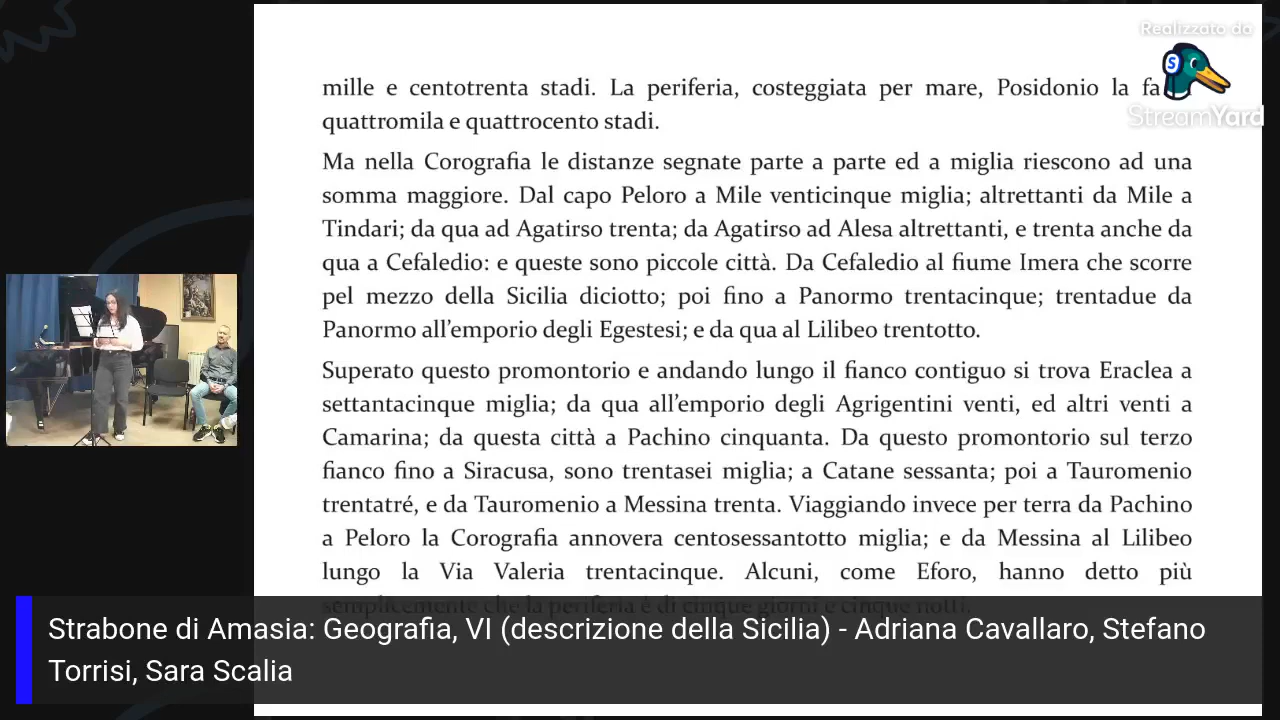 mille e centotrenta stadi. La periferia, costeggiata per mare, Posidonio la
quattromila e quattrocento stadi.
Ma nella Corografia le distanze segnate parte a parte ed a miglia riescono ad una
somma maggiore. Dal capo Peloro a Mile venticinque miglia; altrettanti da Mile a
Tindari; da qua ad Agatirso trenta; da Agatirso ad Alesa altrettanti, e trenta anche da
qua a Cefaledio: e queste sono piccole città. Da Cefaledio al fiume Imera che scorre
pel mezzo della Sicilia diciotto; poi fino a Panormo trentacinque; trentadue da
Panormo all'emporio degli Egestesi; e da qua al Lilibeo trentotto.
Superato questo promontorio e andando lungo il fianco contiguo si trova Eraclea a
settantacinque miglia; da qua all'emporio degli Agrigentini venti, ed altri venti a
Camarina; da questa città a Pachino cinquanta. Da questo promontorio sul terzo
fianco fino a Siracusa, sono trentasei miglia; a Catane sessanta; poi a Tauromenio
trentatré, e da Tauromenio a Messina trenta. Viaggiando invece per terra da Pachino
a Peloro la Corografia annovera centosessantotto miglia; e da Messina al Lilibeo
lungo la Via Valeria trentacinque. Alcuni, come Eforo, hanno detto più
semplicemente che la periferia è di cinque giorni e cinque notti.
Strabone di Amasia: Geografia, VI (descrizione della Sicilia) - Adriana Cavallaro, Stefano
Torrisi, Sara Scalia
Realizzato da
S
StreamYard